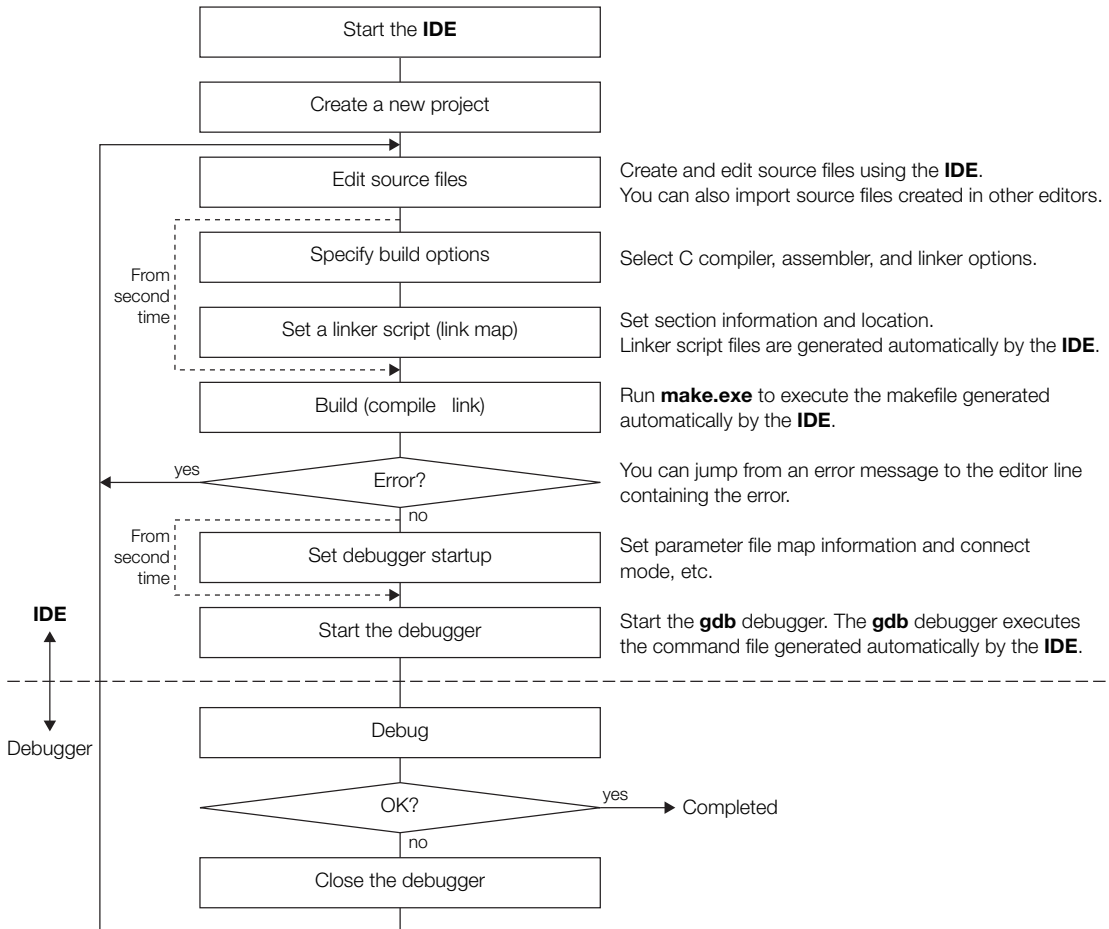 Start the IDE
Create a new project
Edit source files
Create and edit source files using the IDE.
You can also import source files created in other editors.
Specify build options
Select C compiler, assembler, and linker options.
From
second
time
Set a linker script (link map)
Set section information and location.
Linker script files are generated automatically by the IDE.
Build (compile link)
Run make.exe to execute the makefile generated
automatically by the IDE.
yes
Error?
You can jump from an error message to the editor line
containing the error.
no
From
second
time
Set debugger startup
Set parameter file map information and connect
mode, etc.
IDE
Start the debugger
Start the gdb debugger. The gdb debugger executes
the command file generated automatically by the IDE.
Debugger
Debug
OK?
yes
Completed
no
Close the debugger